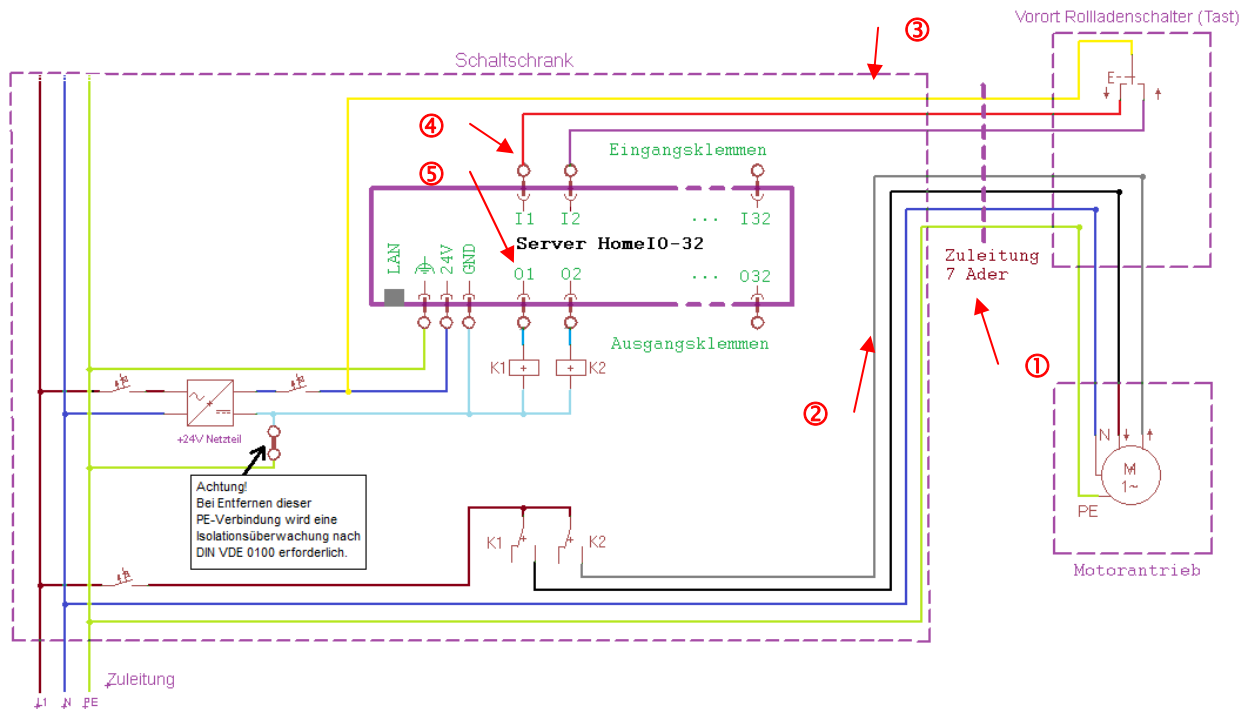 Vorort Rollladenschalter (Tast)
③
Schaltschrank
E
④
Eingangsklemmen
⑤
I1 I2 ... I32
Server HomeIO-32
LAN 24V GND O1 O2 ... O32
Zuleitung
7 Ader
Ausgangsklemmen
K1 K2
①
②
+24V Netzteil
N
M
1~
PE
Achtung!
Bei Entfernen dieser
PE-Verbindung wird eine
Isolationsüberwachung nach
DIN VDE 0100 erforderlich.
K1 K2
Motorantrieb
Zuleitung
L1 N PE